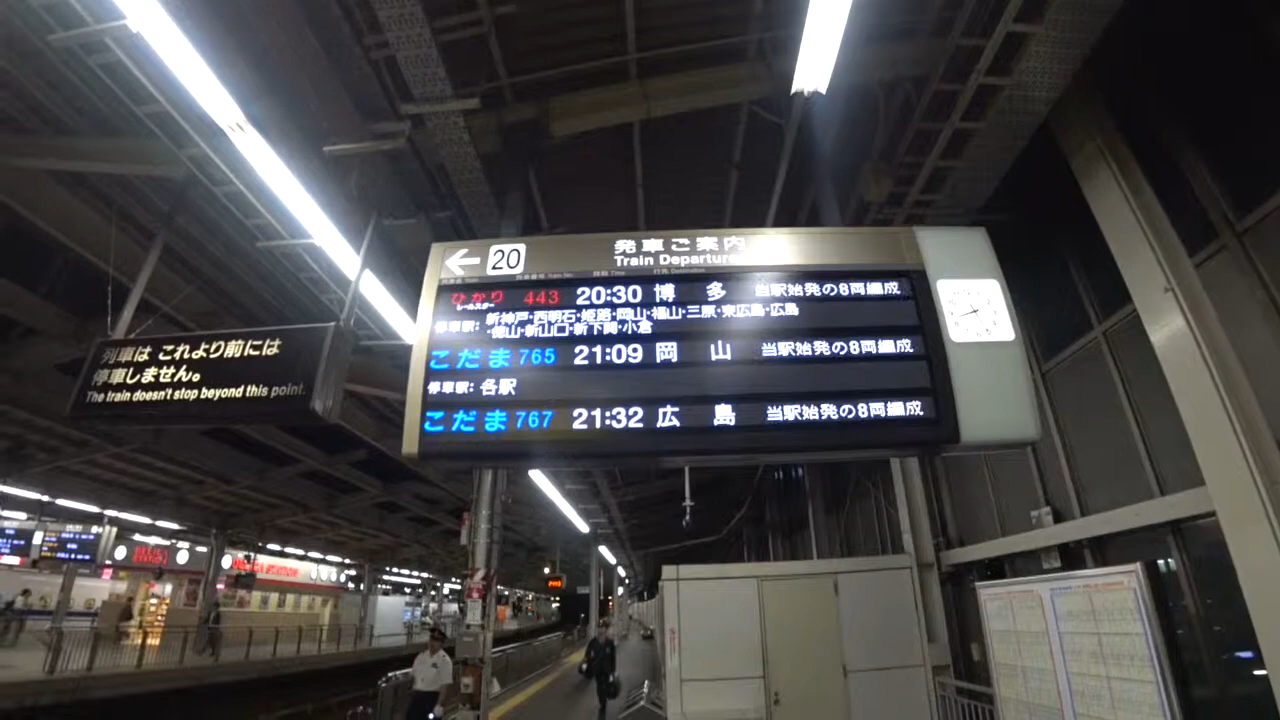 20
発車ご案内
Train Departure
ひかり 443 20:30 博多 当駅始発の8両編成
レールスター
停車駅: 新神戸・西明石・姫路・岡山・福山・三原・東広島・広島
・徳山・新山口・新下関・小倉
こだま 765 21:09 岡山 当駅始発の8両編成
停車駅: 各駅
こだま 767 21:32 広島 当駅始発の8両編成
列車は これより前には
停車しません。
The train doesn't stop beyond this point.